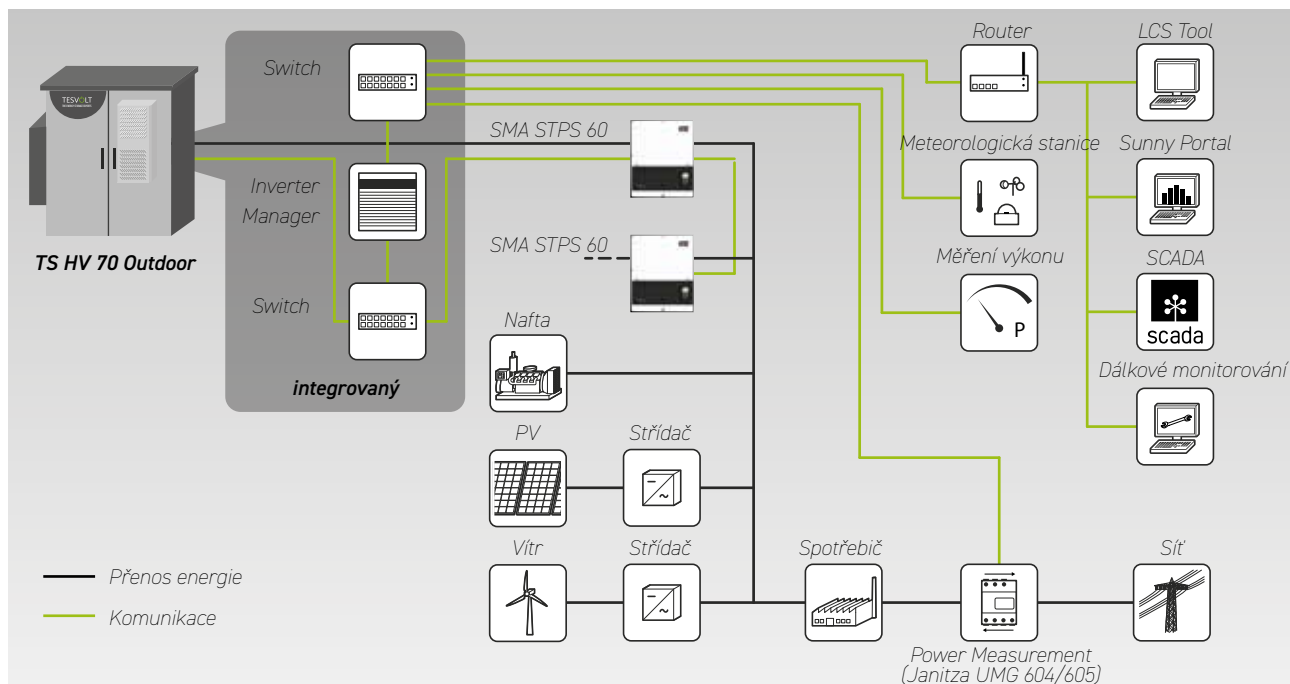 Switch
Router
LCS Tool
TESVOLT
SMA STPS 60
Meteorologická stanice
Sunny Portal
Inverter
Manager
TS HV 70 Outdoor
SMA STPS 60
Měření výkonu
SCADA
Switch
P
scada
Nafta
integrovaný
Dálkové monitorování
PV
Střídač
Vítr
Střídač
Spotřebič
Síť
Přenos energie
Komunikace
Power Measurement
(Janitza UMG 604/605)